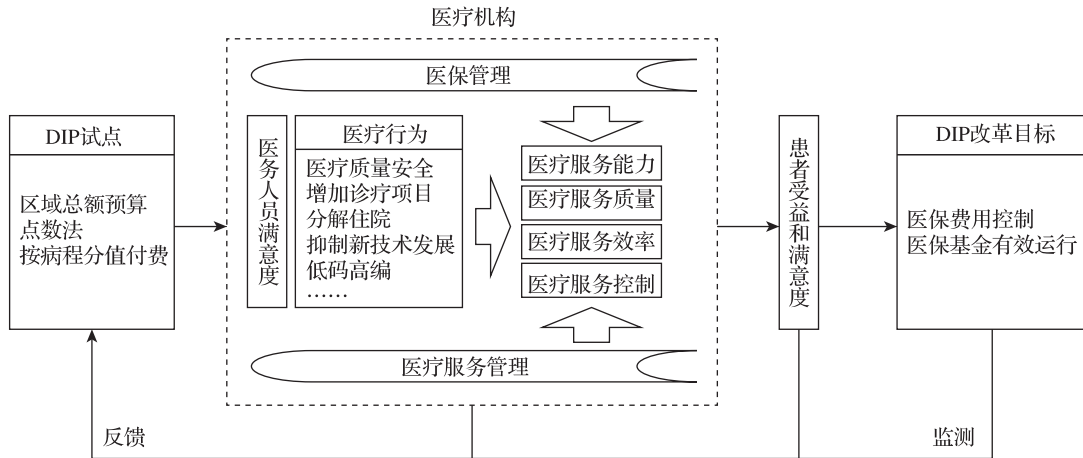 医疗机构
医保管理
DIP试点
区域总额预算
点数法
按病程分值付费
医务人员满意度
医疗行为
医疗质量安全
增加诊疗项目
分解住院
抑制新技术发展
低码高编
……
医疗服务能力
医疗服务质量
医疗服务效率
医疗服务控制
医疗服务管理
患者受益和满意度
DIP改革目标
医保费用控制
医保基金有效运行
反馈
监测